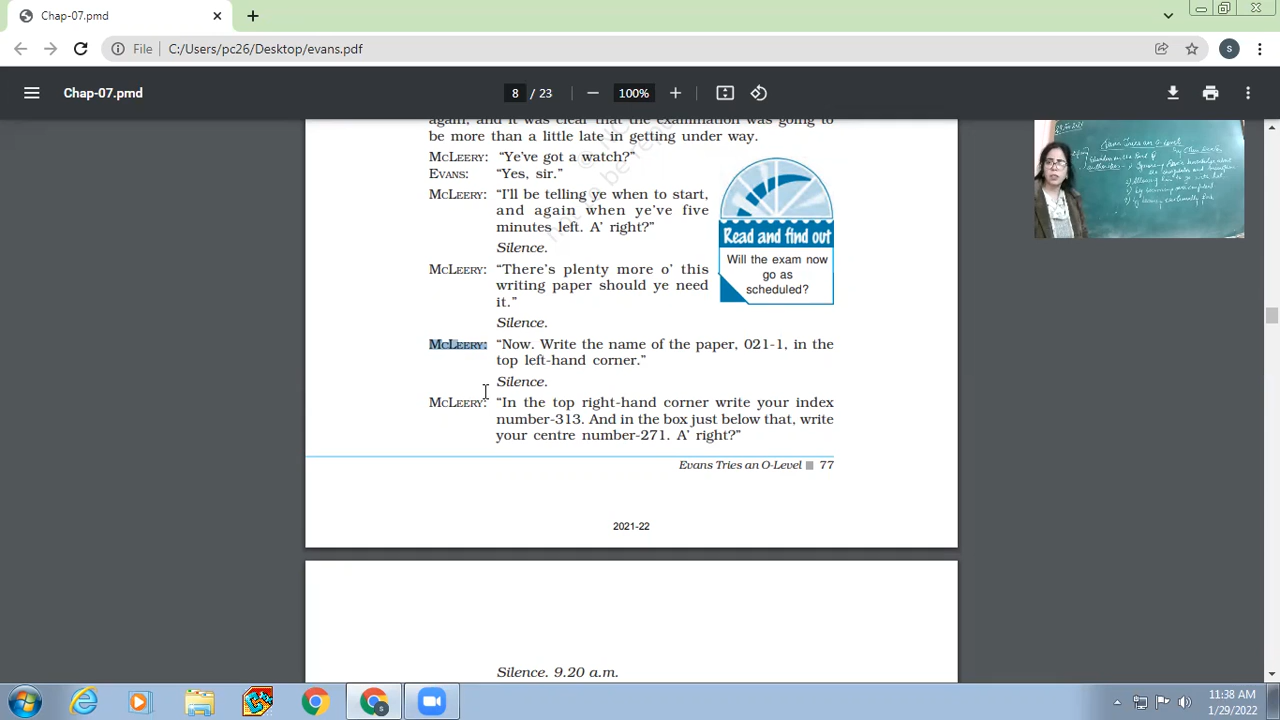 Chap-07.pmd
File
C:/Users/pc26/Desktop/evans.pdf
S
Chap-07.pmd
8 / 23
100%
again, and it was clear that the examination was going to
be more than a little late in getting under way.
MCLEERY: “Ye’ve got a watch?”
EVANS: “Yes, sir.”
MCLEERY: “I’ll be telling ye when to start,
and again when ye’ve five
minutes left. A’ right?”
Silence.
MCLEERY: “There’s plenty more o’ this
writing paper should ye need
it.”
Silence.
Read and find out
Will the exam now
go as
scheduled?
MCLEERY: “Now. Write the name of the paper, 021-1, in the
top left-hand corner.”
Silence.
MCLEERY: “In the top right-hand corner write your index
number-313. And in the box just below that, write
your centre number-271. A’ right?”
Evans Tries an O-Level 77
2021-22
Silence. 9.20 a.m.
Evans Tries an O-Level
11:38 AM
1/29/2022